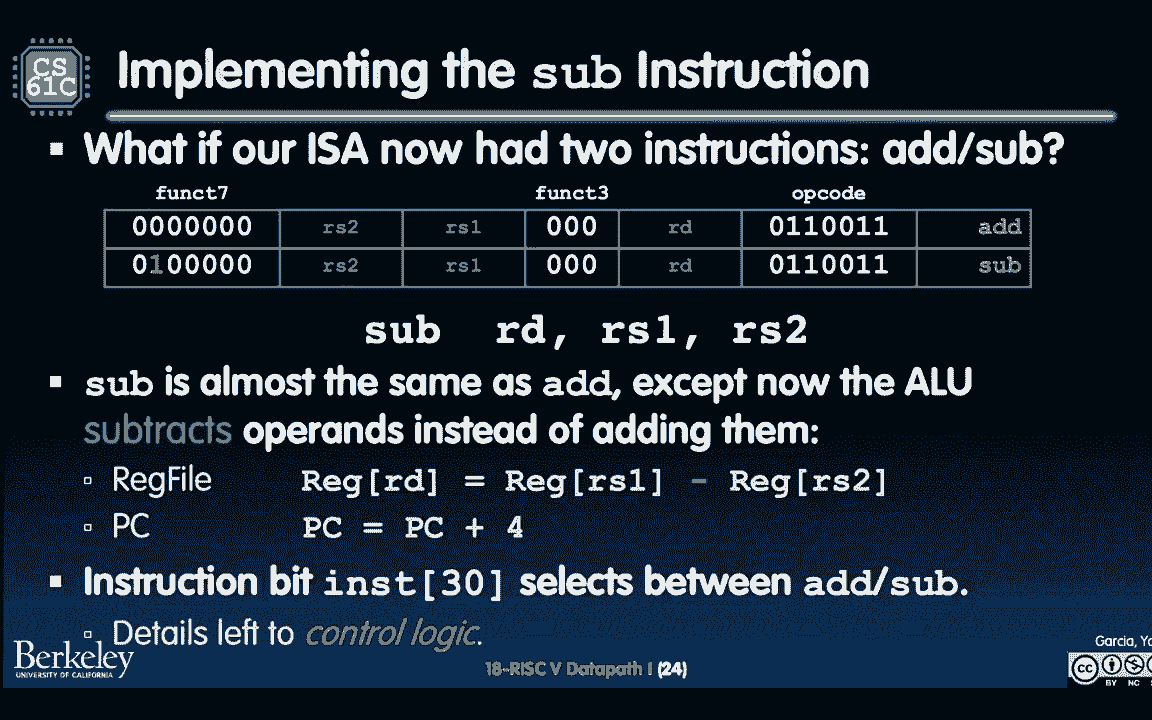 CS
61C
Implementing the sub Instruction
▪ What if our ISA now had two instructions: add/sub?
funct7 funct3 opcode
0000000 rs2 rs1 000 rd 0110011 add
0100000 rs2 rs1 000 rd 0110011 sub
sub rd, rs1, rs2
▪ sub is almost the same as add, except now the ALU
subtracts operands instead of adding them:
▫ RegFile Reg[rd] = Reg[rs1] - Reg[rs2]
▫ PC PC = PC + 4
▪ Instruction bit inst[30] selects between add/sub.
▫ Details left to control logic.
Berkeley
UNIVERSITY OF CALIFORNIA
18-RISC V Datapath I (24)
Garcia,
cc
BY NC